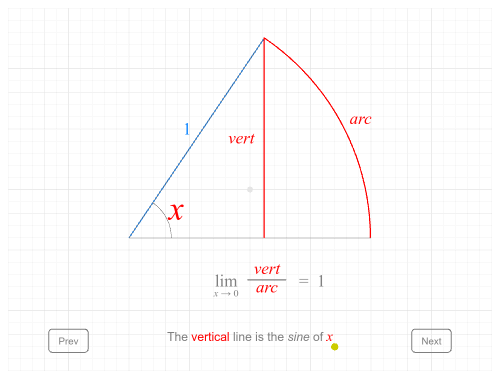 1
vert
arc
x
lim x → 0 vert / arc = 1
Prev
The vertical line is the sine of x
Next